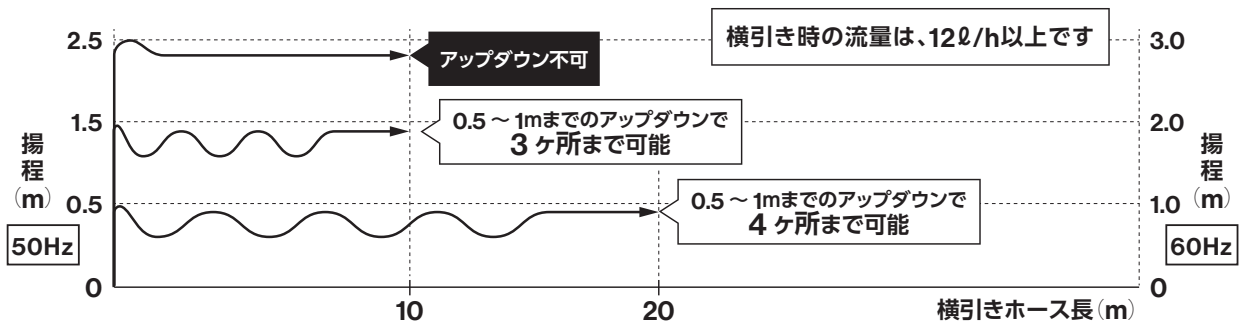 2.5
アップダウン不可
横引き時の流量は、12ℓ/h以上です
3.0
1.5
0.5 ~ 1mまでのアップダウンで
3 ヶ所まで可能
2.0
揚程(m)
揚程(m)
0.5
0.5 ~ 1mまでのアップダウンで
4 ヶ所まで可能
1.0
50Hz
60Hz
0
0
10
20
横引きホース長(m)